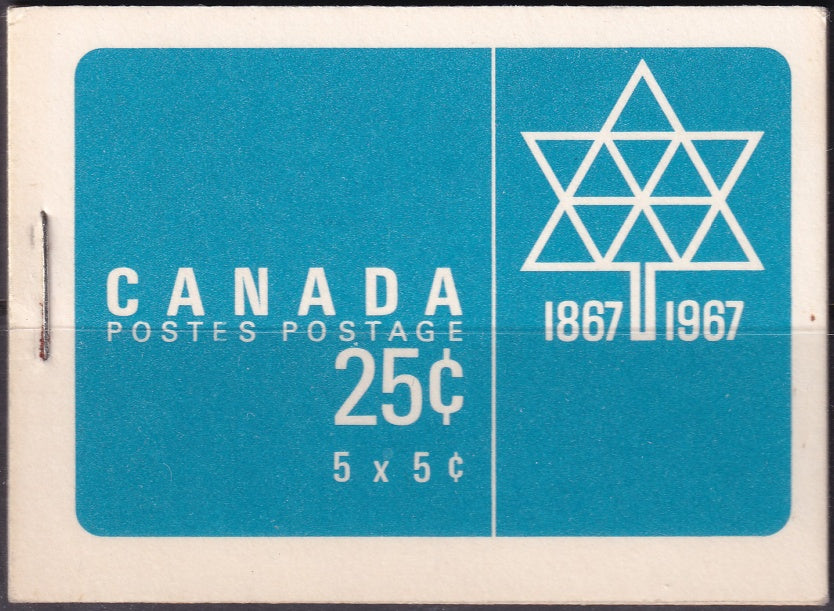 CANADA
POSTES POSTAGE
25¢
5 x 5 ¢
1867 1967